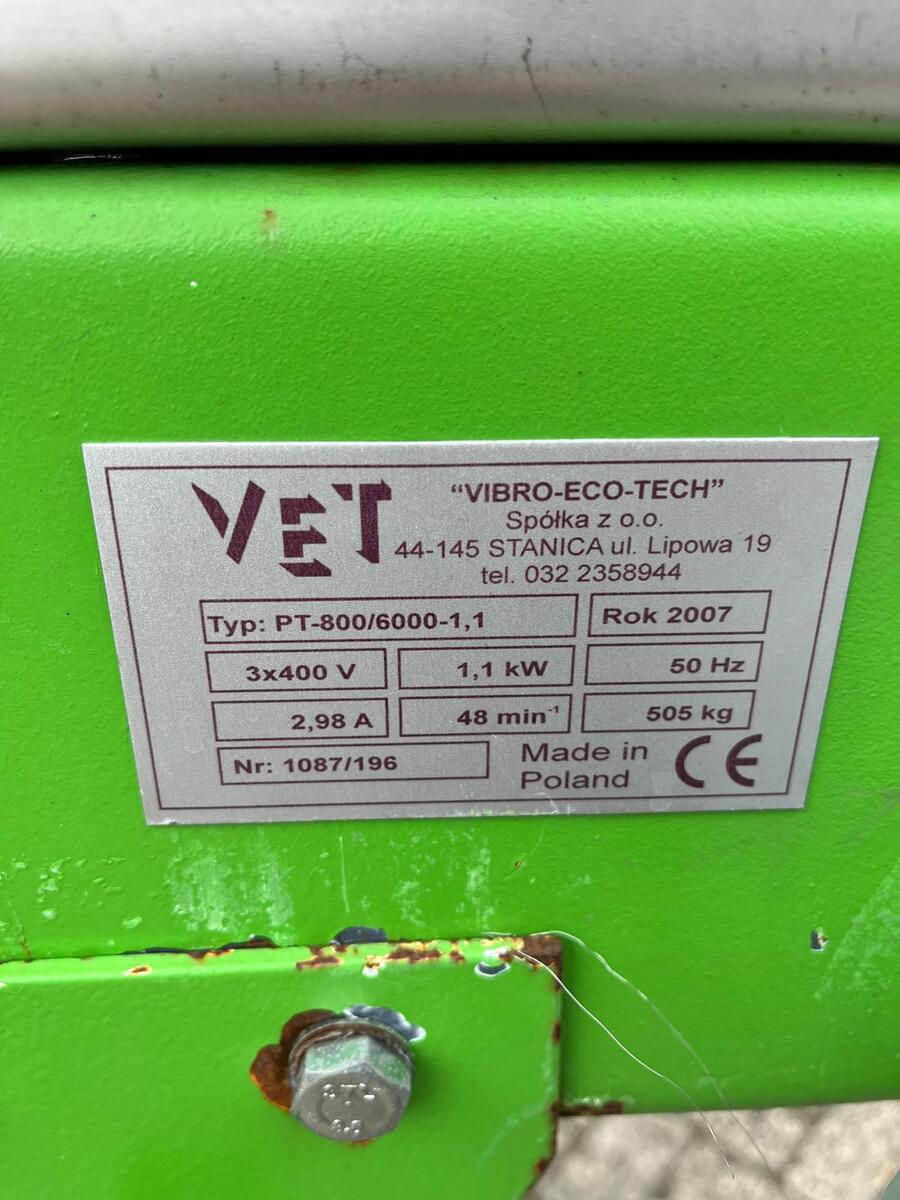 VET
"VIBRO-ECO-TECH"
Spółka z o.o.
44-145 STANICA ul. Lipowa 19
tel. 032 2358944
Typ: PT-800/6000-1,1
Rok 2007
3x400 V
1,1 kW
50 Hz
2,98 A
48 min⁻¹
505 kg
Nr: 1087/196
Made in
Poland
CE